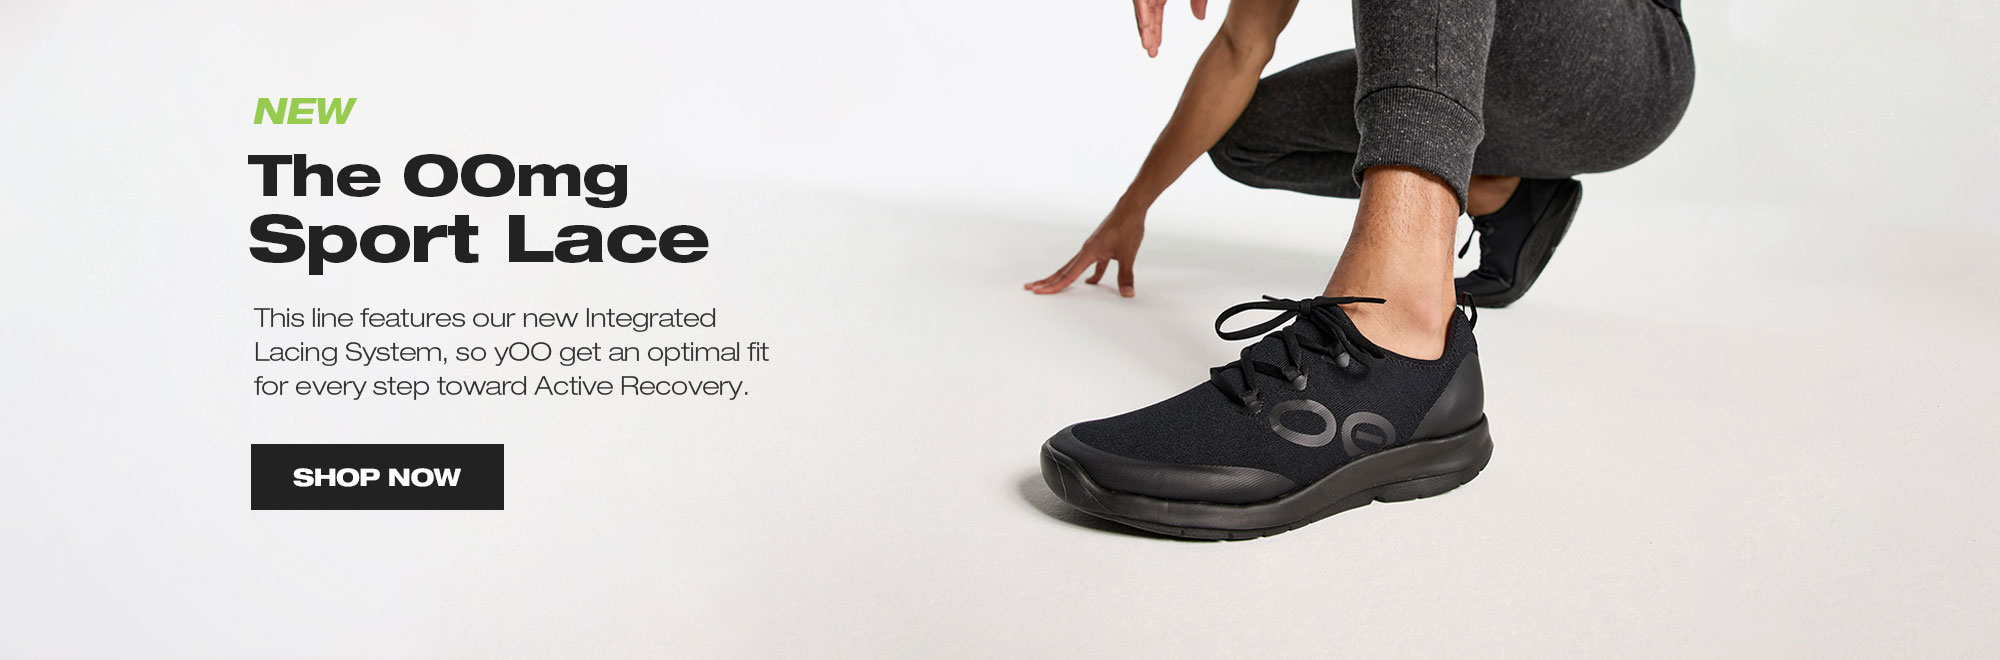 NEW
The OOmg
Sport Lace
This line features our new Integrated
Lacing System, so yOO get an optimal fit
for every step toward Active Recovery.
SHOP NOW
OO